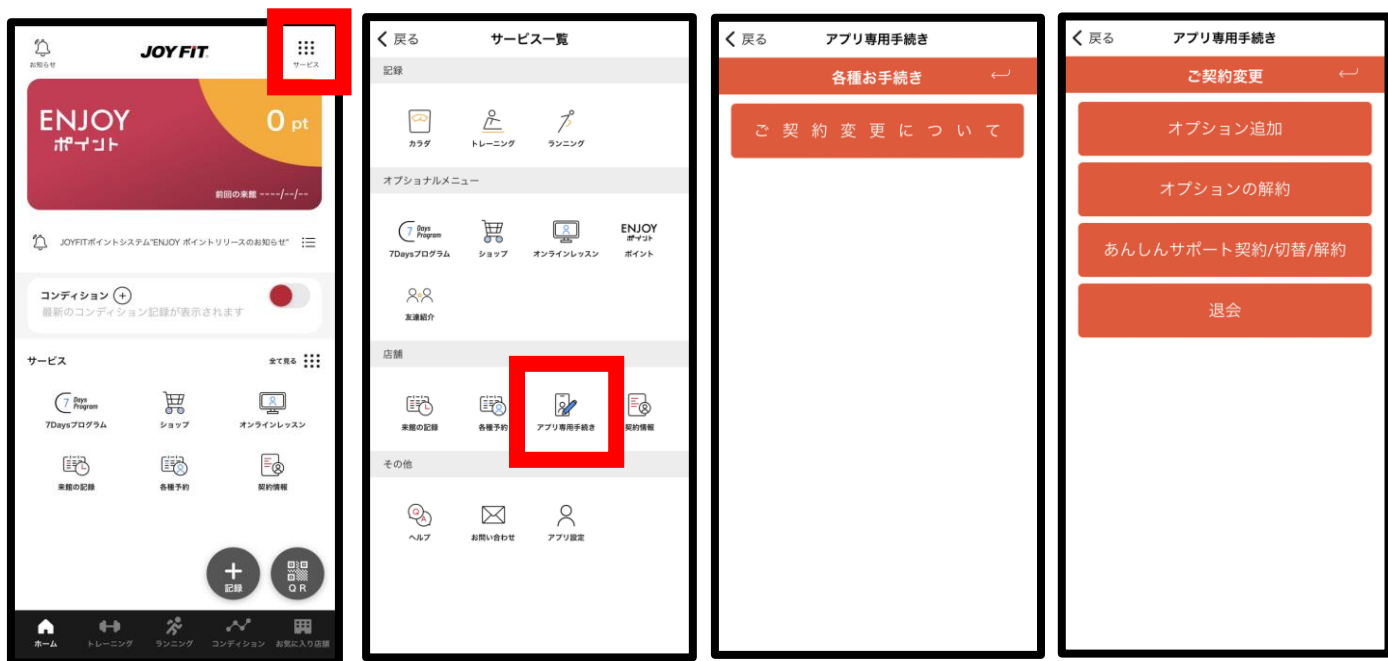 お知らせ
JOYFIT
サービス
ENJOY
ポイント
0 pt
前回の来館 ----/--/--
JOYFITポイントシステム"ENJOY ポイントリリースのお知らせ"
コンディション
最新のコンディション記録が表示されます
サービス
全て見る
7 Days Program
7Daysプログラム
ショップ
オンラインレッスン
来館の記録
各種予約
契約情報
記録
QR
ホーム
トレーニング
ランニング
コンディション
お気に入り店舗
戻る
サービス一覧
記録
カラダ
トレーニング
ランニング
オプショナルメニュー
7 Days Program
ENJOY
ポイント
7Daysプログラム
ショップ
オンラインレッスン
ポイント
友達紹介
店舗
来館の記録
各種予約
アプリ専用手続き
契約情報
その他
Q A
ヘルプ
お問い合わせ
アプリ設定
戻る
アプリ専用手続き
各種お手続き
ご契約変更について
戻る
アプリ専用手続き
ご契約変更
オプション追加
オプションの解約
あんしんサポート契約/切替/解約
退会